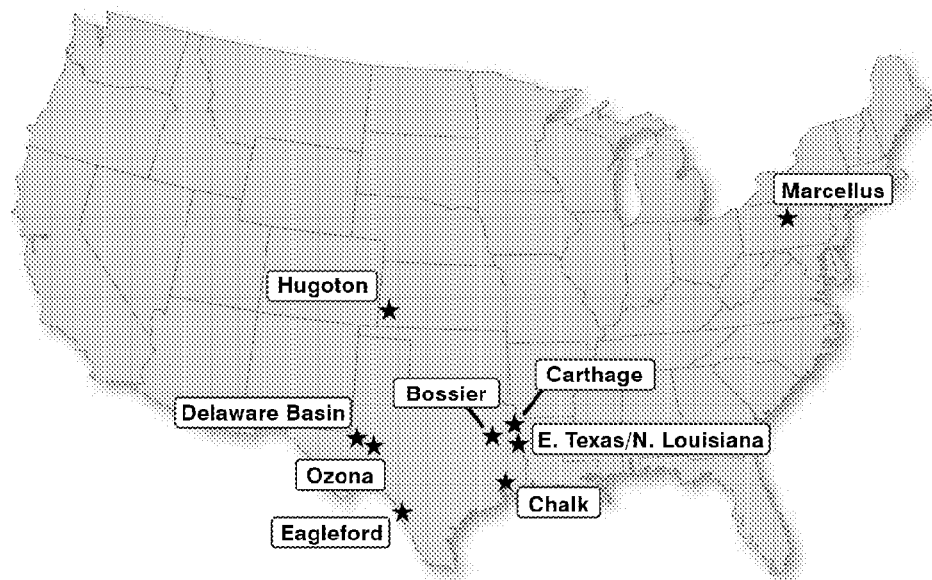 Marcellus
Hugoton
Carthage
Bossier
Delaware Basin
E. Texas/N. Louisiana
Ozona
Chalk
Eagleford